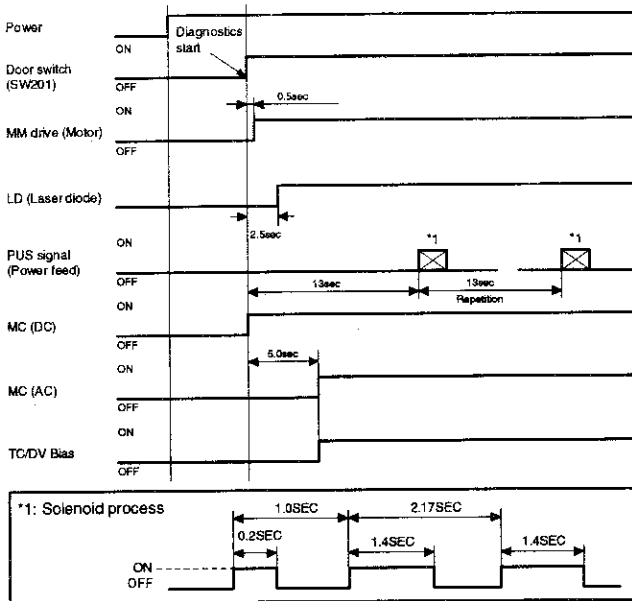 Power
ON
Diagnostics
start
Door switch
(SW201)
OFF
ON
0.5sec
MM drive (Motor)
OFF
LD (Laser diode)
2.5sec
ON
*1
*1
PUS signal
(Power feed)
OFF
13sec
13sec
Repetition
ON
MC (DC)
OFF
5.0sec
ON
MC (AC)
OFF
ON
TC/DV Bias
OFF
*1: Solenoid process
1.0SEC
2.17SEC
0.2SEC
1.4SEC
1.4SEC
ON
OFF